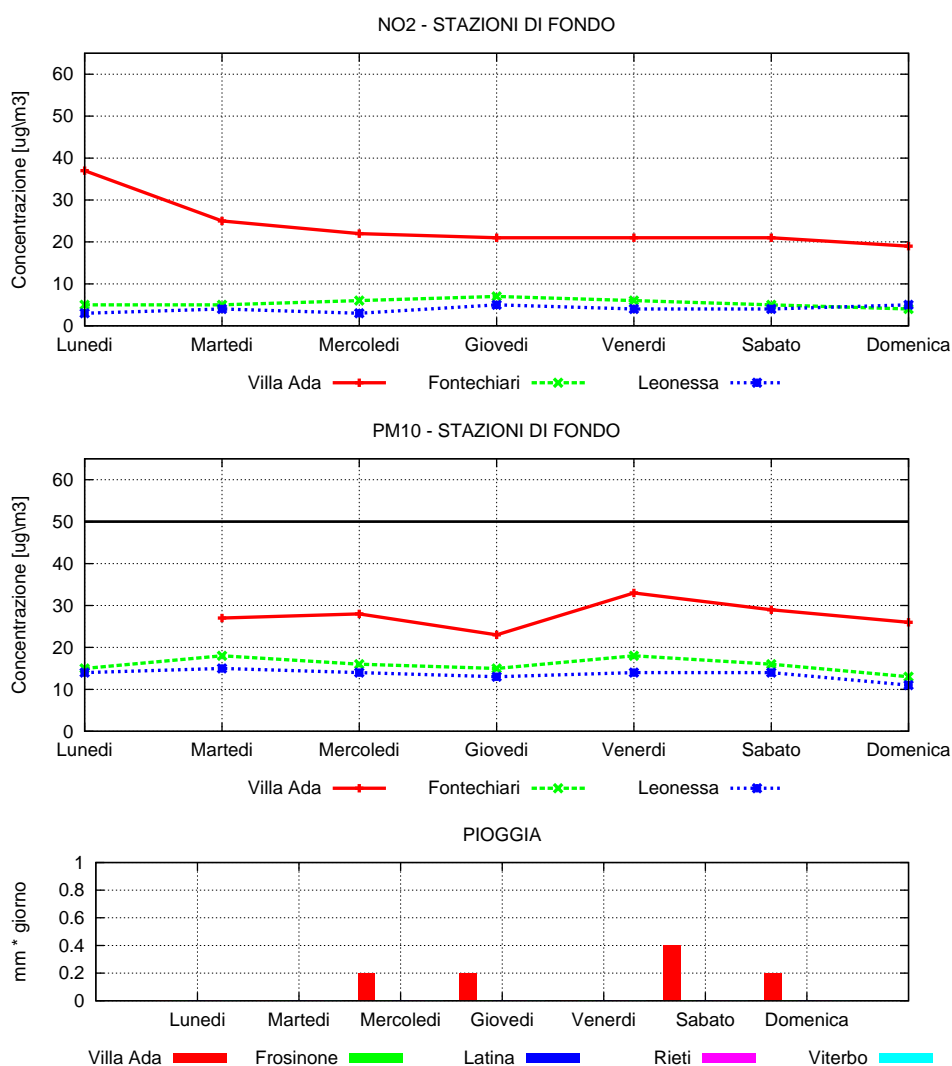 NO2 - STAZIONI DI FONDO
Concentrazione [ug\m3]
60
50
40
30
20
10
0
Lunedi Martedi Mercoledi Giovedi Venerdi Sabato Domenica
Villa Ada Fontechiari Leonessa
PM10 - STAZIONI DI FONDO
Concentrazione [ug\m3]
60
50
40
30
20
10
0
Lunedi Martedi Mercoledi Giovedi Venerdi Sabato Domenica
Villa Ada Fontechiari Leonessa
PIOGGIA
mm * giorno
1
0.8
0.6
0.4
0.2
0
Lunedi Martedi Mercoledi Giovedi Venerdi Sabato Domenica
Villa Ada Frosinone Latina Rieti Viterbo